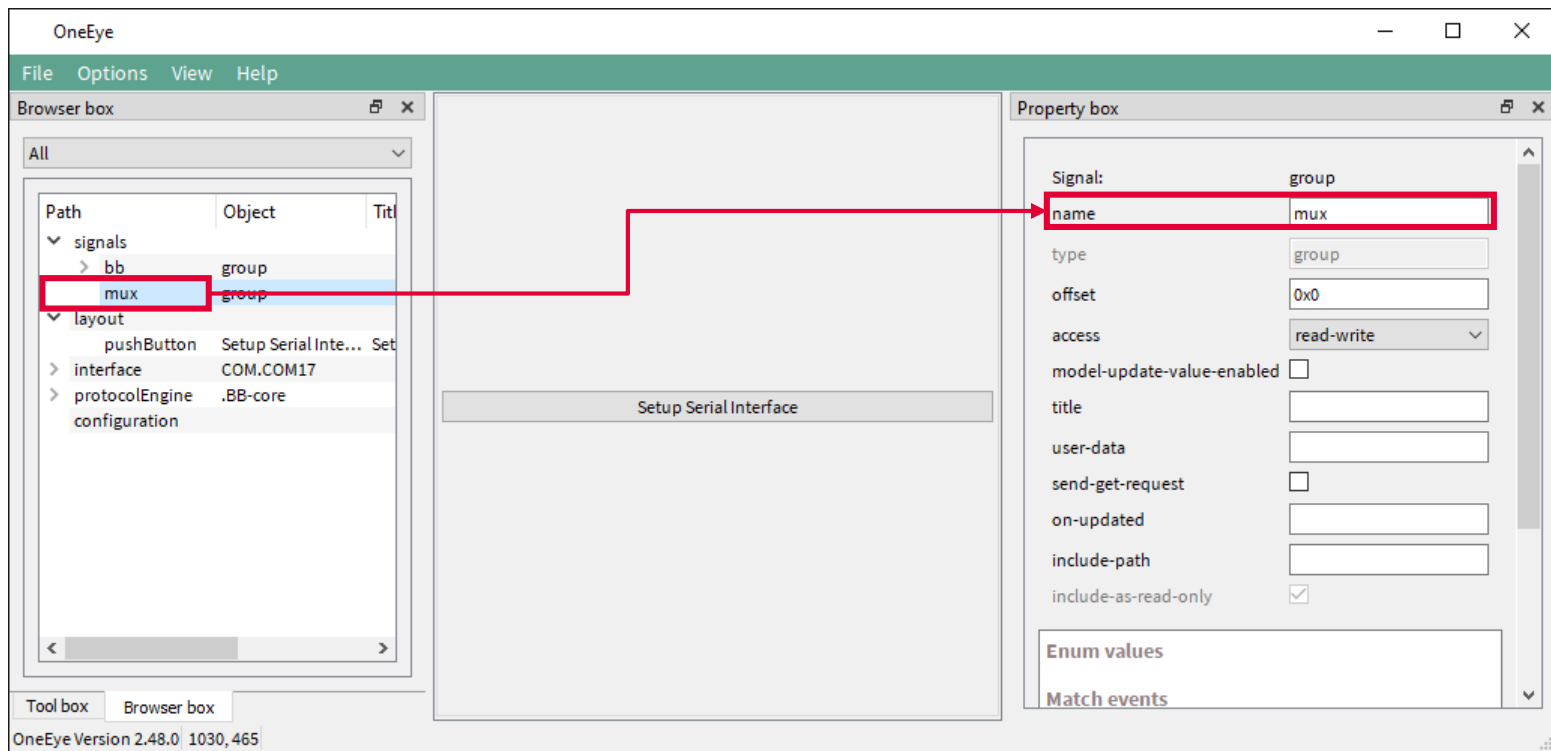 OneEye
File Options View Help
Browser box
All
Path Object Titl
signals
bb group
mux group
layout
pushButton Setup Serial Inte... Set
interface COM.COM17
protocolEngine .BB-core
configuration
Tool box Browser box
OneEye Version 2.48.0 1030, 465
Setup Serial Interface
Property box
Signal: group
name mux
type group
offset 0x0
access read-write
model-update-value-enabled
title
user-data
send-get-request
on-updated
include-path
include-as-read-only
Enum values
Match events